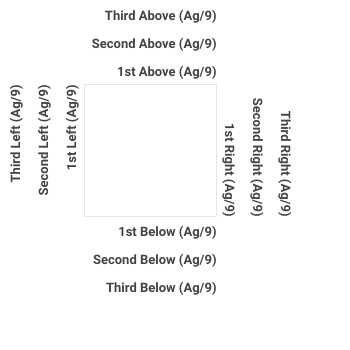 Third Above (Ag/9)
Second Above (Ag/9)
1st Above (Ag/9)
Third Left (Ag/9)
Second Left (Ag/9)
1st Left (Ag/9)
1st Right (Ag/9)
Second Right (Ag/9)
Third Right (Ag/9)
1st Below (Ag/9)
Second Below (Ag/9)
Third Below (Ag/9)